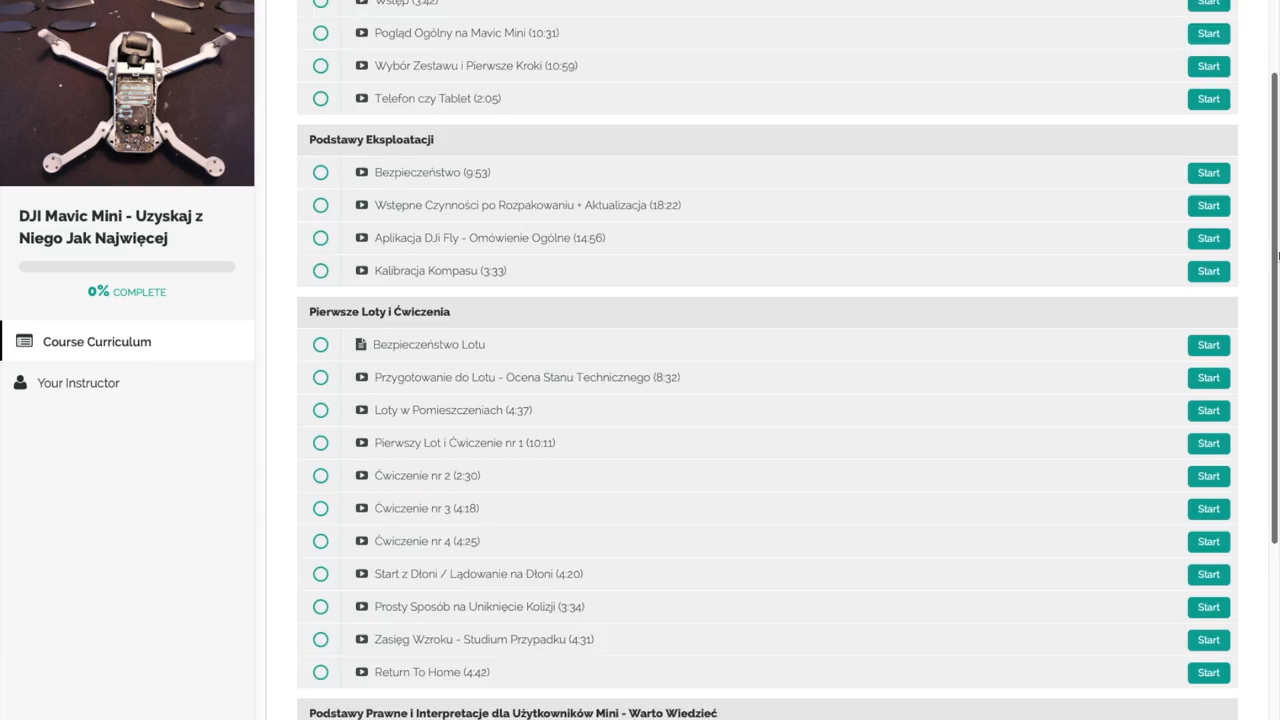 Wstęp (3:42)
Start
Pogląd Ogólny na Mavic Mini (10:31)
Start
Wybór Zestawu i Pierwsze Kroki (10:59)
Start
Telefon czy Tablet (2:05)
Start
Podstawy Eksploatacji
Bezpieczeństwo (9:53)
Start
Wstępne Czynności po Rozpakowaniu + Aktualizacja (18:22)
Start
Aplikacja DJi Fly - Omówienie Ogólne (14:56)
Start
Kalibracja Kompasu (3:33)
Start
Pierwsze Loty i Ćwiczenia
Bezpieczeństwo Lotu
Start
Przygotowanie do Lotu - Ocena Stanu Technicznego (8:32)
Start
Loty w Pomieszczeniach (4:37)
Start
Pierwszy Lot i Ćwiczenie nr 1 (10:11)
Start
Ćwiczenie nr 2 (2:30)
Start
Ćwiczenie nr 3 (4:18)
Start
Ćwiczenie nr 4 (4:25)
Start
Start z Dłoni / Lądowanie na Dłoni (4:20)
Start
Prosty Sposób na Uniknięcie Kolizji (3:34)
Start
Zasięg Wzroku - Studium Przypadku (4:31)
Start
Return To Home (4:42)
Start
Podstawy Prawne i Interpretacje dla Użytkowników Mini - Warto Wiedzieć
DJI Mavic Mini - Uzyskaj z
Niego Jak Najwięcej
0% COMPLETE
Course Curriculum
Your Instructor